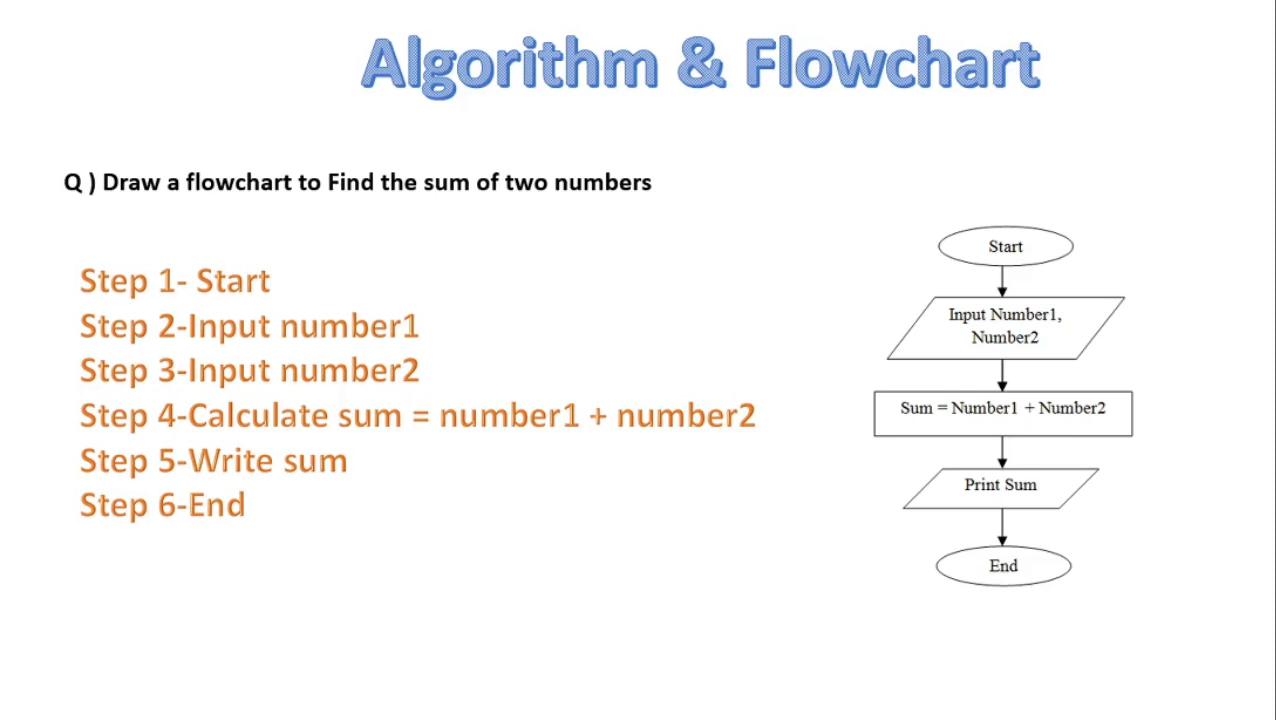 Algorithm & Flowchart
Q ) Draw a flowchart to Find the sum of two numbers
Step 1- Start
Step 2-Input number1
Step 3-Input number2
Step 4-Calculate sum = number1 + number2
Step 5-Write sum
Step 6-End
Start
Input Number1,
Number2
Sum = Number1 + Number2
Print Sum
End